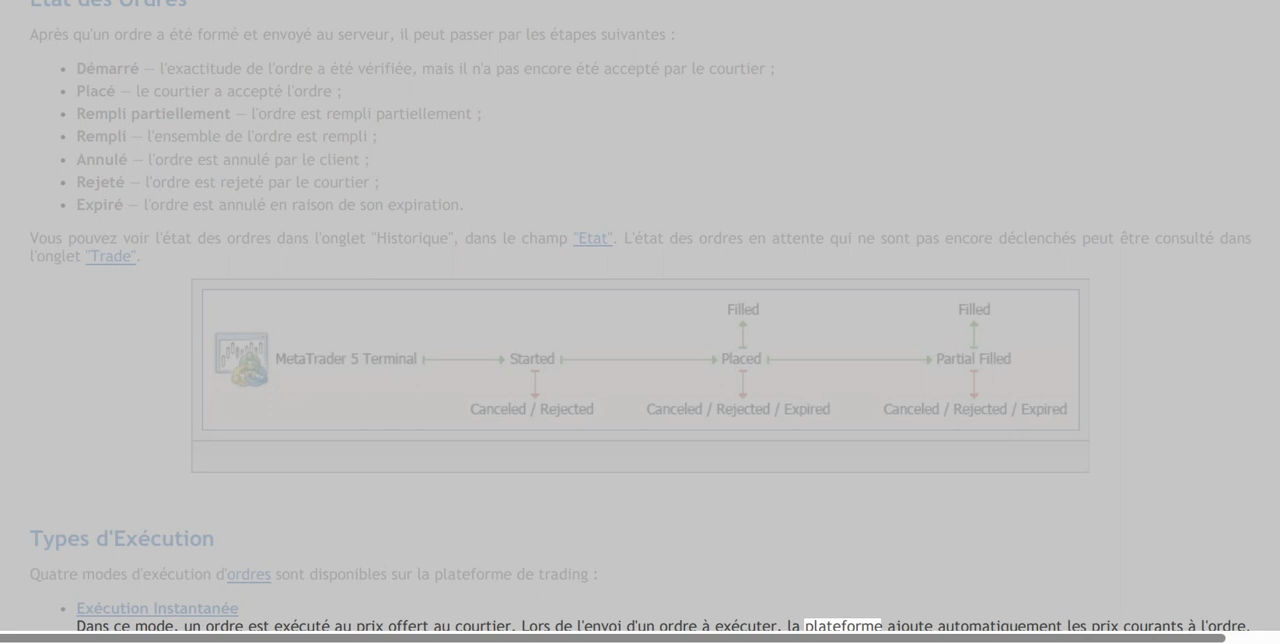 Etat des Ordres
Après qu'un ordre a été formé et envoyé au serveur, il peut passer par les étapes suivantes :
• Démarré — l'exactitude de l'ordre a été vérifiée, mais il n'a pas encore été accepté par le courtier ;
• Placé — le courtier a accepté l'ordre ;
• Rempli partiellement — l'ordre est rempli partiellement ;
• Rempli — l'ensemble de l'ordre est rempli ;
• Annulé — l'ordre est annulé par le client ;
• Rejeté — l'ordre est rejeté par le courtier ;
• Expiré — l'ordre est annulé en raison de son expiration.
Vous pouvez voir l'état des ordres dans l'onglet "Historique", dans le champ "Etat". L'état des ordres en attente qui ne sont pas encore déclenchés peut être consulté dans
l'onglet "Trade".
Filled Filled
MetaTrader 5 Terminal Started Placed Partial Filled
Canceled / Rejected Canceled / Rejected / Expired Canceled / Rejected / Expired
Types d'Exécution
Quatre modes d'exécution d'ordres sont disponibles sur la plateforme de trading :
• Exécution Instantanée
Dans ce mode, un ordre est exécuté au prix offert au courtier. Lors de l'envoi d'un ordre à exécuter, la plateforme ajoute automatiquement les prix courants à l'ordre.